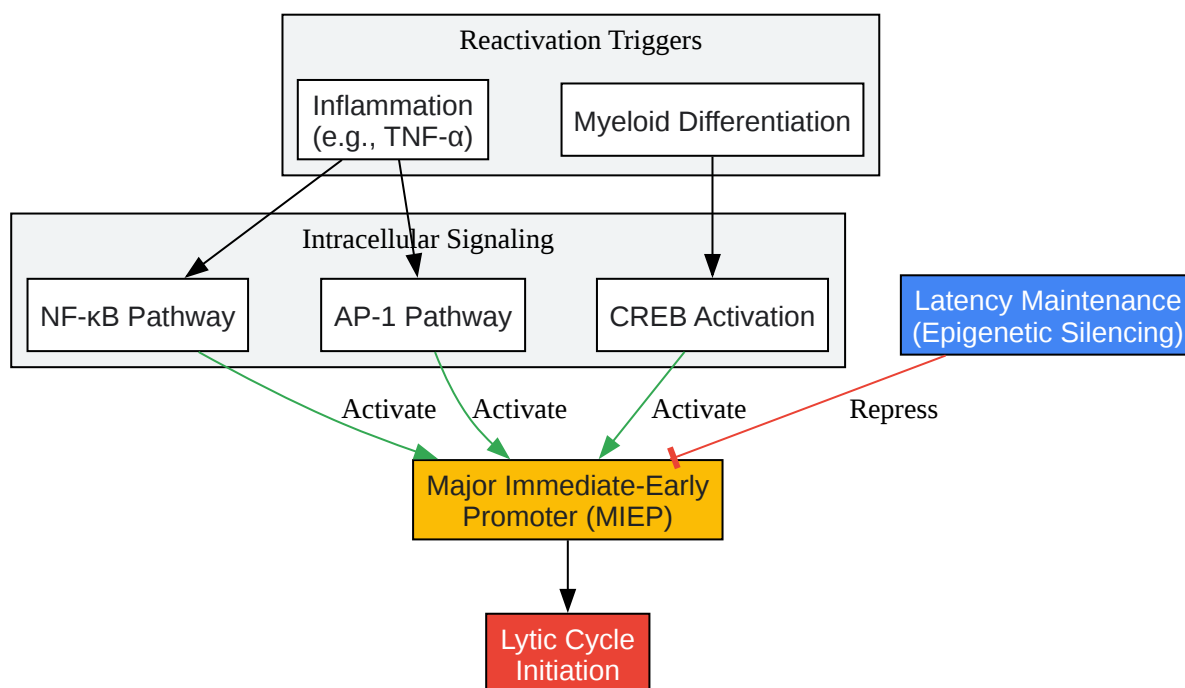 Reactivation Triggers
Inflammation
(e.g., TNF-α)
Myeloid Differentiation
Intracellular Signaling
NF-κB Pathway
AP-1 Pathway
CREB Activation
Latency Maintenance
(Epigenetic Silencing)
Activate
Activate
Activate
Repress
Major Immediate-Early
Promoter (MIEP)
Lytic Cycle
Initiation